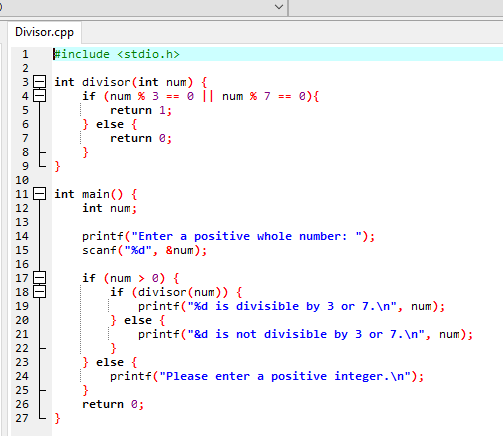 Divisor.cpp
1 #include <stdio.h>
2
3 int divisor(int num) {
4 if (num % 3 == 0 || num % 7 == 0){
5 return 1;
6 } else {
7 return 0;
8 }
9 }
10
11 int main() {
12 int num;
13
14 printf("Enter a positive whole number: ");
15 scanf("%d", &num);
16
17 if (num > 0) {
18 if (divisor(num)) {
19 printf("%d is divisible by 3 or 7.\n", num);
20 } else {
21 printf("&d is not divisible by 3 or 7.\n", num);
22 }
23 } else {
24 printf("Please enter a positive integer.\n");
25 }
26 return 0;
27 }